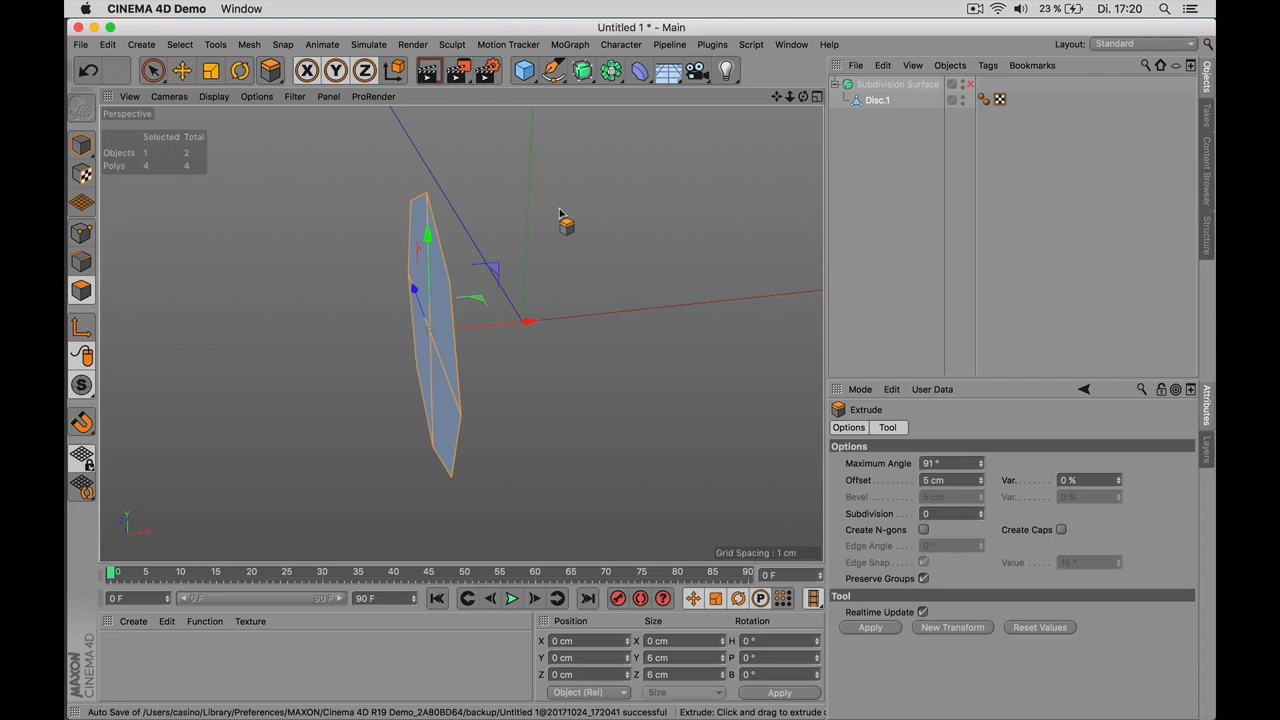 CINEMA 4D Demo Window 23 % Di. 17:20
Untitled 1 * - Main
File Edit Create Select Tools Mesh Snap Animate Simulate Render Sculpt Motion Tracker MoGraph Character Pipeline Plugins Script Window Help Layout: Standard
X Y Z
File Edit View Objects Tags Bookmarks
Subdivision Surface
Disc.1
Objects
Takes
Content Browser
Structure
View Cameras Display Options Filter Panel ProRender
Perspective
Selected Total
Objects 1 2
Polys 4 4
Y
Z X
Grid Spacing : 1 cm
Mode Edit User Data
Attributes
Layers
Extrude
Options Tool
Options
Maximum Angle 91 °
Offset 5 cm Var. 0 %
Bevel 5 cm Var. 0 %
Subdivision 0
Create N-gons Create Caps
Edge Angle 0 °
Edge Snap Value 16 °
Preserve Groups
Tool
Realtime Update
Apply New Transform Reset Values
0 5 10 15 20 25 30 35 40 45 50 55 60 65 70 75 80 85 90 0 F
0 F 0 F 90 F 90 F
Create Edit Function Texture
Position Size Rotation
X 0 cm X 0 cm H 0 °
Y 0 cm Y 6 cm P 0 °
Z 0 cm Z 6 cm B 0 °
Object (Rel) Size Apply
MAXON CINEMA 4D
Auto Save of /Users/casino/Library/Preferences/MAXON/Cinema 4D R19 Demo_2A80BD64/backup/Untitled 1@20171024_172041 successful Extrude: Click and drag to extrude